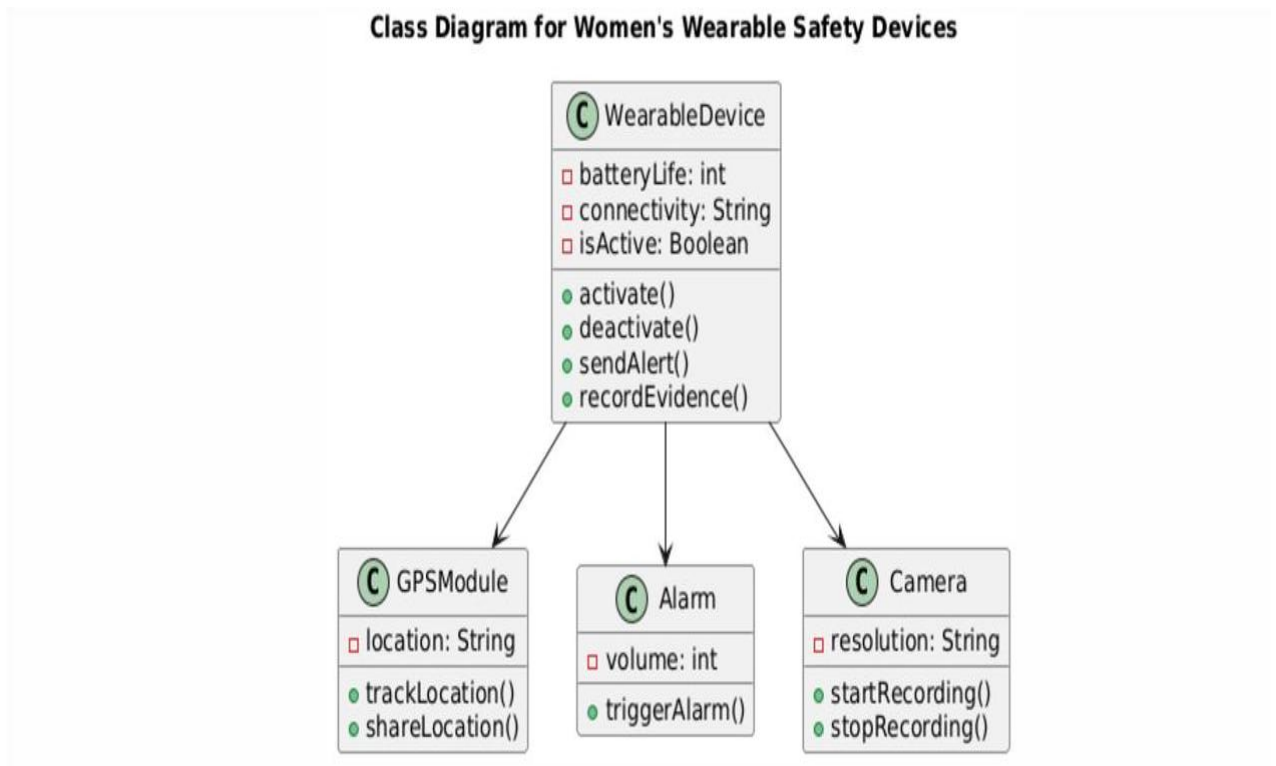 Class Diagram for Women's Wearable Safety Devices
C WearableDevice
batteryLife: int
connectivity: String
isActive: Boolean
activate()
deactivate()
sendAlert()
recordEvidence()
C GPSModule
location: String
trackLocation()
shareLocation()
C Alarm
volume: int
triggerAlarm()
C Camera
resolution: String
startRecording()
stopRecording()